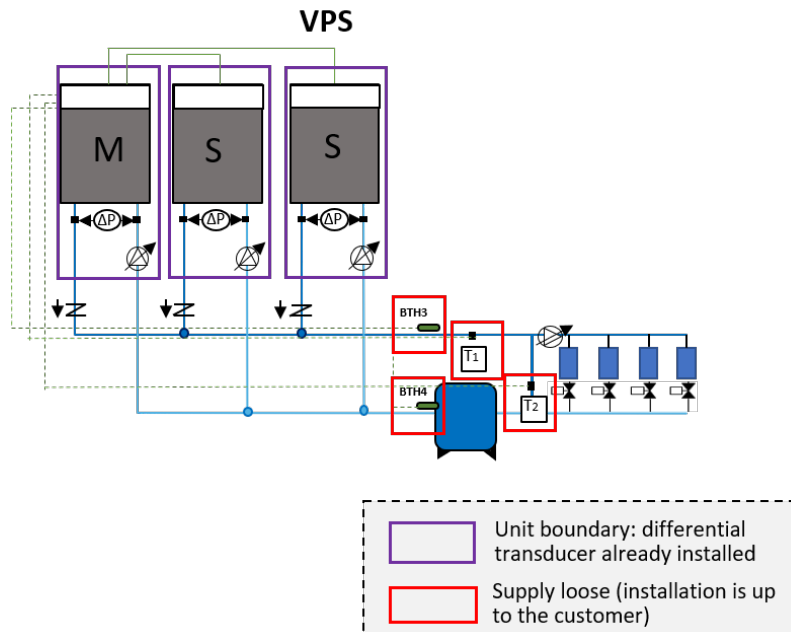 VPS
M
S
S
ΔP
ΔP
ΔP
BTH3
T1
BTH4
T2
Unit boundary: differential
transducer already installed
Supply loose (installation is up
to the customer)